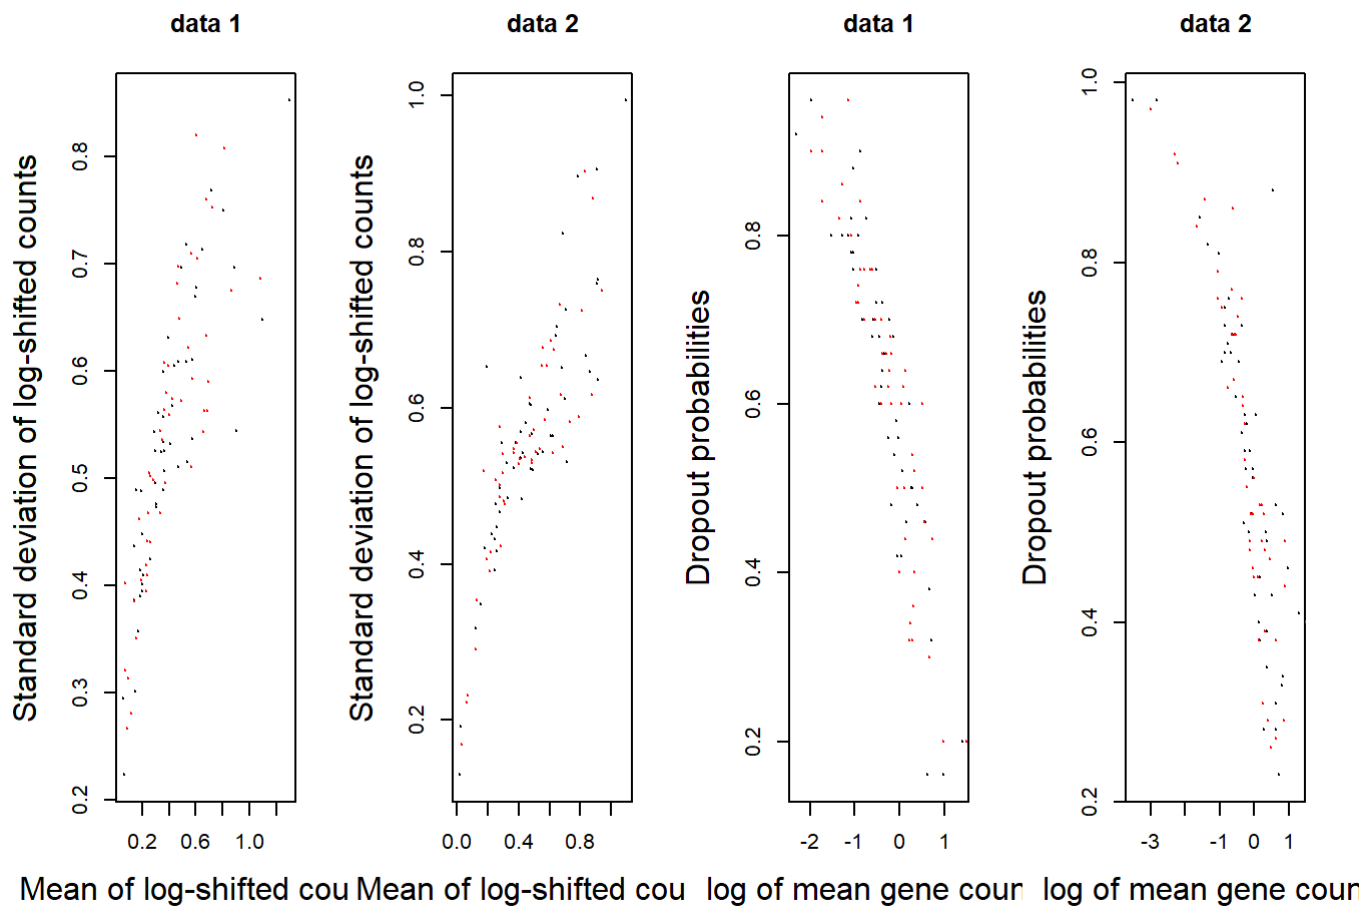 data 1
data 2
data 1
data 2
Standard deviation of log-shifted counts
0.2 0.3 0.4 0.5 0.6 0.7 0.8
0.2 0.6 1.0
Mean of log-shifted cou
Standard deviation of log-shifted counts
0.2 0.4 0.6 0.8 1.0
0.0 0.4 0.8
Mean of log-shifted cou
Dropout probabilities
0.2 0.4 0.6 0.8
-2 -1 0 1
log of mean gene coun
Dropout probabilities
0.2 0.4 0.6 0.8 1.0
-3 -1 0 1
log of mean gene coun